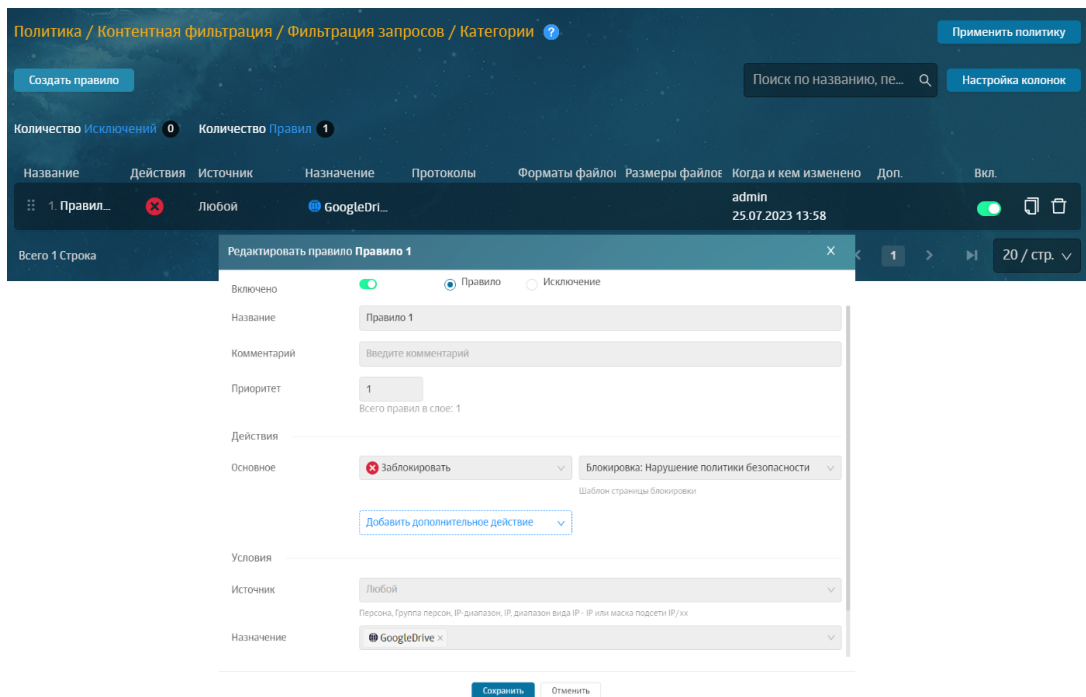 Политика / Контентная фильтрация / Фильтрация запросов / Категории ?
Применить политику
Создать правило
Поиск по названию, пе...
Настройка колонок
Количество Исключений 0 Количество Правил 1
Название Действия Источник Назначение Протоколы Форматы файлов Размеры файлов Когда и кем изменено Доп. Вкл.
1. Правил... Любой GoogleDri... admin
25.07.2023 13:58
Всего 1 Строка
1
20 / стр.
Редактировать правило Правило 1
Включено Правило Исключение
Название Правило 1
Комментарий Введите комментарий
Приоритет 1
Всего правил в слое: 1
Действия
Основное Заблокировать Блокировка: Нарушение политики безопасности
Шаблон страницы блокировки
Добавить дополнительное действие
Условия
Источник Любой
Персона, Группа персон, IP-диапазон, IP, диапазон вида IP - IP или маска подсети IP/xx
Назначение GoogleDrive ×
Сохранить Отменить